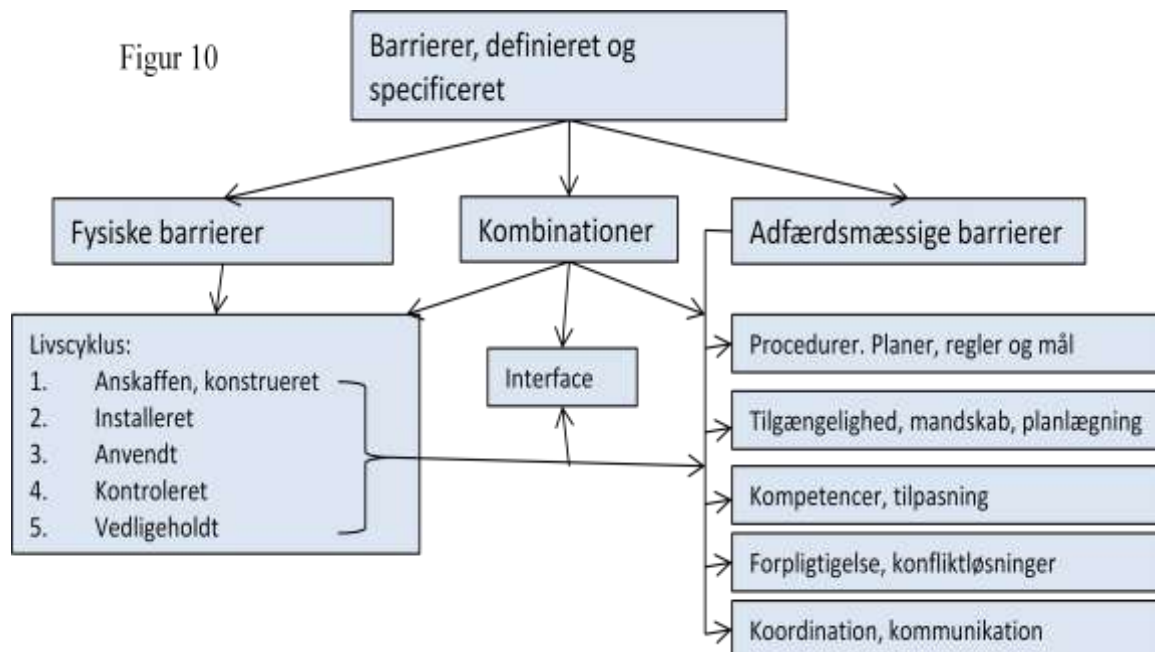 Figur 10
Barrierer, definieret og
specificeret
Fysiske barrierer
Kombinationer
Adfærdsmæssige barrierer
Livscyklus:
1. Anskaffen, konstrueret
2. Installeret
3. Anvendt
4. Kontroleret
5. Vedligeholdt
Interface
Procedurer. Planer, regler og mål
Tilgængelighed, mandskab, planlægning
Kompetencer, tilpasning
Forpligtigelse, konfliktløsninger
Koordination, kommunikation